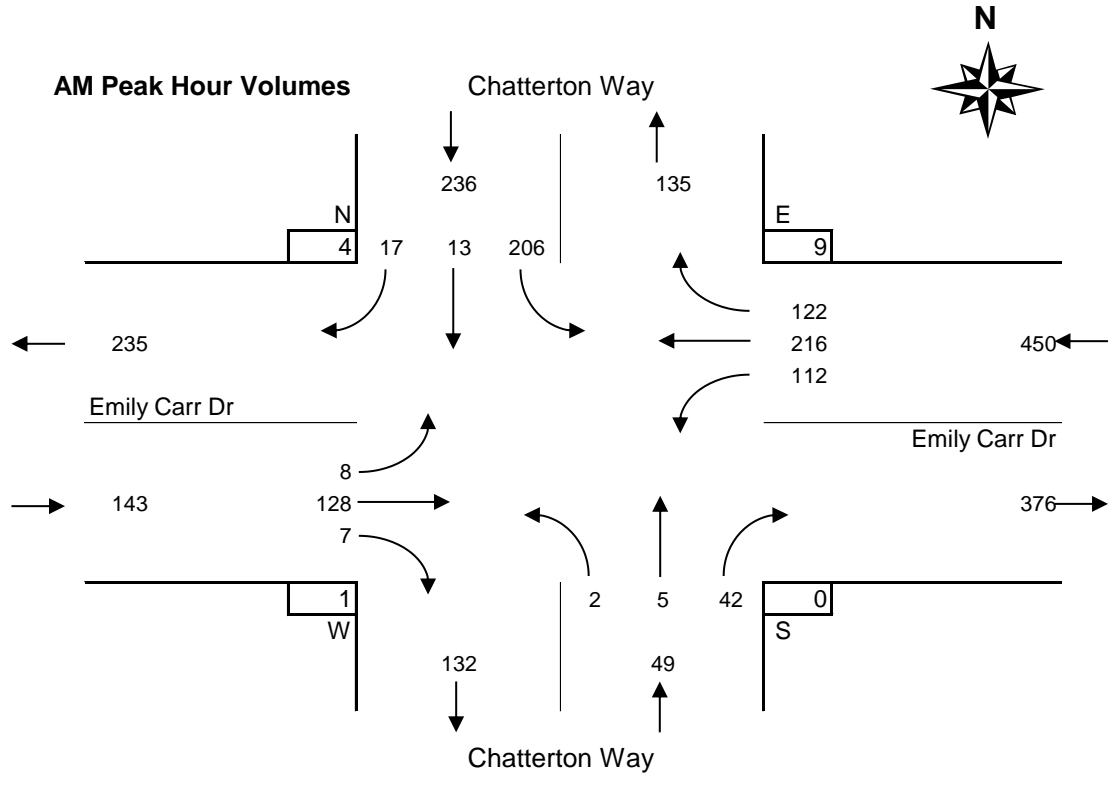 N
AM Peak Hour Volumes Chatterton Way
236 135
N E
4 17 13 206 9
122
235 216 450
112
Emily Carr Dr
Emily Carr Dr
8
143 128 376
7
1 2 5 42 0
W S
132 49
Chatterton Way